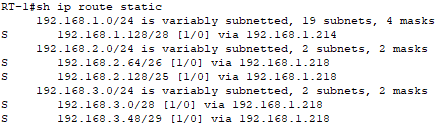 RT-1#sh ip route static
     192.168.1.0/24 is variably subnetted, 19 subnets, 4 masks
S       192.168.1.128/28 [1/0] via 192.168.1.214
     192.168.2.0/24 is variably subnetted, 2 subnets, 2 masks
S       192.168.2.64/26 [1/0] via 192.168.1.218
S       192.168.2.128/25 [1/0] via 192.168.1.218
     192.168.3.0/24 is variably subnetted, 2 subnets, 2 masks
S       192.168.3.0/28 [1/0] via 192.168.1.218
S       192.168.3.48/29 [1/0] via 192.168.1.218